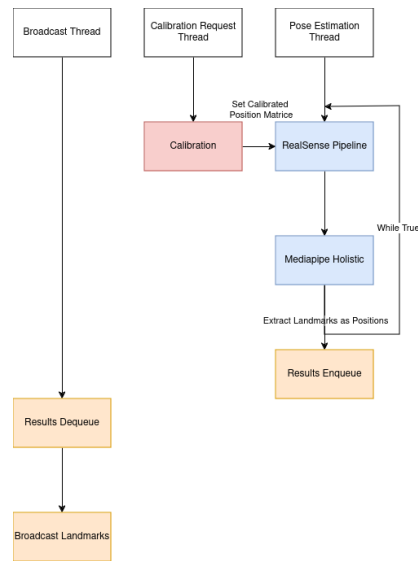 Broadcast Thread
Calibration Request
Thread
Pose Estimation
Thread
Set Calibrated
Position Matrice
Calibration
RealSense Pipeline
While True
Mediapipe Holistic
Extract Landmarks as Positions
Results Enqueue
Results Dequeue
Broadcast Landmarks